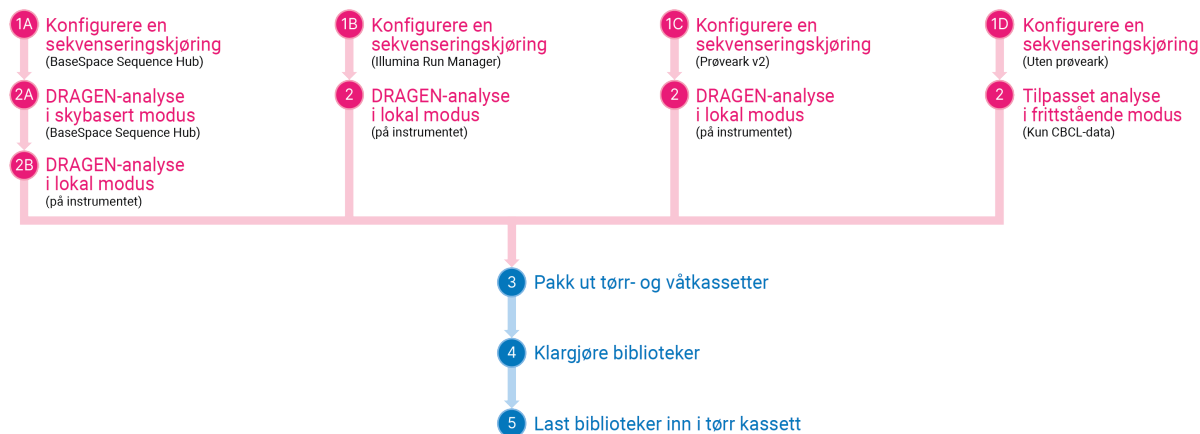 1A
Konfigurere en
sekvenseringskjøring
(BaseSpace Sequence Hub)
2A
DRAGEN-analyse
i skybasert modus
(BaseSpace Sequence Hub)
2B
DRAGEN-analyse
i lokal modus
(på instrumentet)
1B
Konfigurere en
sekvenseringskjøring
(Illumina Run Manager)
2
DRAGEN-analyse
i lokal modus
(på instrumentet)
1C
Konfigurere en
sekvenseringskjøring
(Prøveark v2)
2
DRAGEN-analyse
i lokal modus
(på instrumentet)
1D
Konfigurere en
sekvenseringskjøring
(Uten prøveark)
2
Tilpasset analyse
i frittstående modus
(Kun CBCL-data)
3 Pakk ut tørr- og våtkassetter
4 Klargjøre biblioteker
5 Last biblioteker inn i tørr kassett